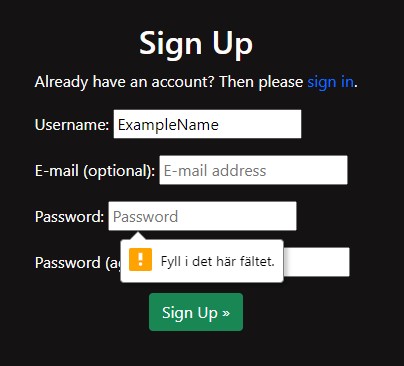 Sign Up
Already have an account? Then please sign in.
Username: ExampleName
E-mail (optional): E-mail address
Password: Password
Fyll i det här fältet.
Password (ag
Sign Up »